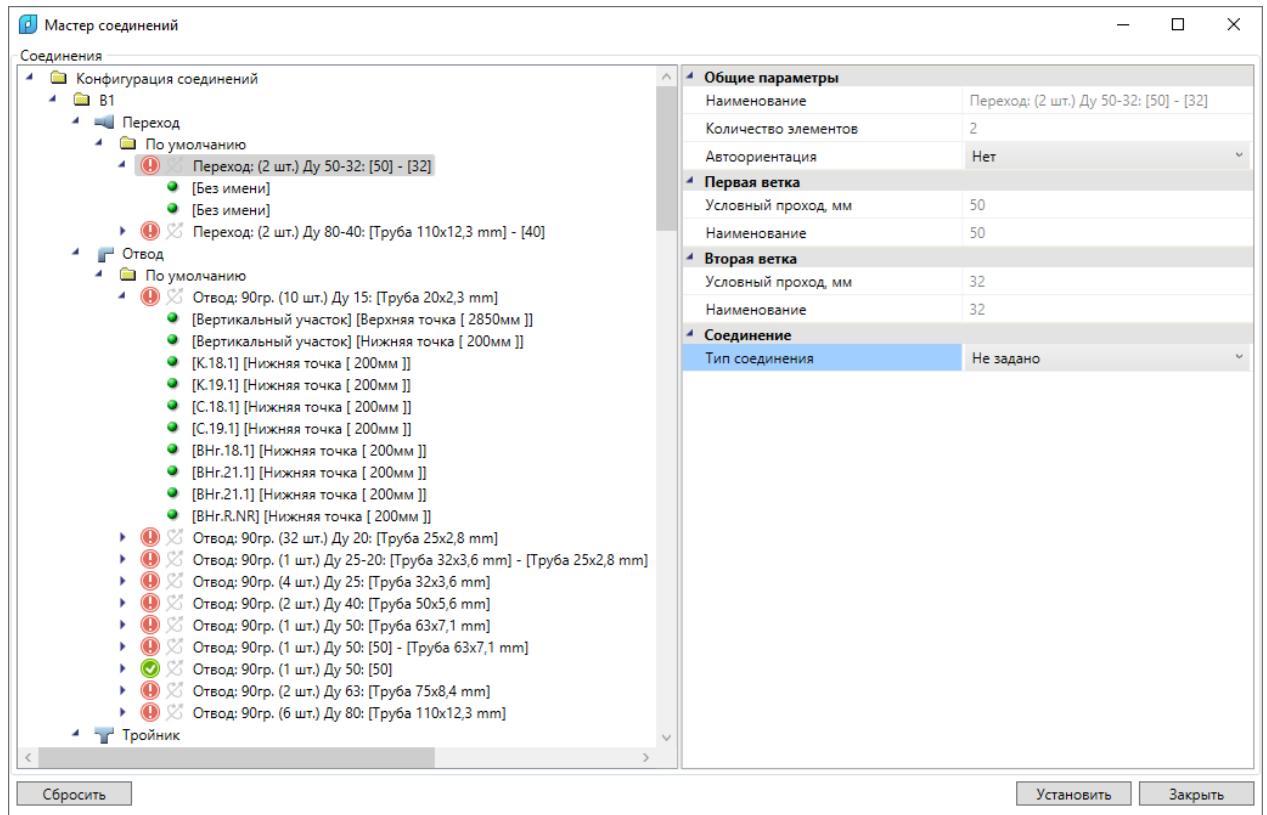 Мастер соединений
Соединения
Конфигурация соединений
В1
Переход
По умолчанию
Переход: (2 шт.) Ду 50-32: [50] - [32]
[Без имени]
[Без имени]
Переход: (2 шт.) Ду 80-40: [Труба 110x12,3 mm] - [40]
Отвод
По умолчанию
Отвод: 90гр. (10 шт.) Ду 15: [Труба 20x2,3 mm]
[Вертикальный участок] [Верхняя точка [ 2850мм ]]
[Вертикальный участок] [Нижняя точка [ 200мм ]]
[К.18.1] [Нижняя точка [ 200мм ]]
[К.19.1] [Нижняя точка [ 200мм ]]
[С.18.1] [Нижняя точка [ 200мм ]]
[С.19.1] [Нижняя точка [ 200мм ]]
[ВНг.18.1] [Нижняя точка [ 200мм ]]
[ВНг.21.1] [Нижняя точка [ 200мм ]]
[ВНг.21.1] [Нижняя точка [ 200мм ]]
[ВНг.R.NR] [Нижняя точка [ 200мм ]]
Отвод: 90гр. (32 шт.) Ду 20: [Труба 25x2,8 mm]
Отвод: 90гр. (1 шт.) Ду 25-20: [Труба 32x3,6 mm] - [Труба 25x2,8 mm]
Отвод: 90гр. (4 шт.) Ду 25: [Труба 32x3,6 mm]
Отвод: 90гр. (2 шт.) Ду 40: [Труба 50x5,6 mm]
Отвод: 90гр. (1 шт.) Ду 50: [Труба 63x7,1 mm]
Отвод: 90гр. (1 шт.) Ду 50: [50] - [Труба 63x7,1 mm]
Отвод: 90гр. (1 шт.) Ду 50: [50]
Отвод: 90гр. (2 шт.) Ду 63: [Труба 75x8,4 mm]
Отвод: 90гр. (6 шт.) Ду 80: [Труба 110x12,3 mm]
Тройник
Общие параметры
Наименование Переход: (2 шт.) Ду 50-32: [50] - [32]
Количество элементов 2
Автоориентация Нет
Первая ветка
Условный проход, мм 50
Наименование 50
Вторая ветка
Условный проход, мм 32
Наименование 32
Соединение
Тип соединения Не задано
Сбросить Установить Закрыть